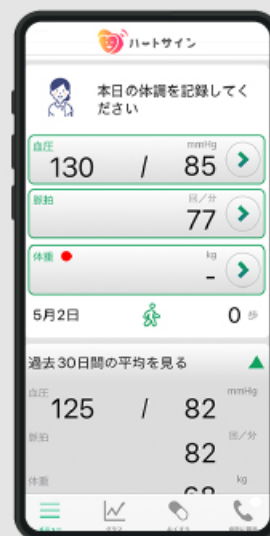 ハートサイン
本日の体調を記録してく
ださい
血圧 mmHg
130 / 85
脈拍 回/分
77
体重 kg
-
5月2日 0 歩
過去30日間の平均を見る
血圧 mmHg
125 / 82
脈拍 回/分
82
体重 kg